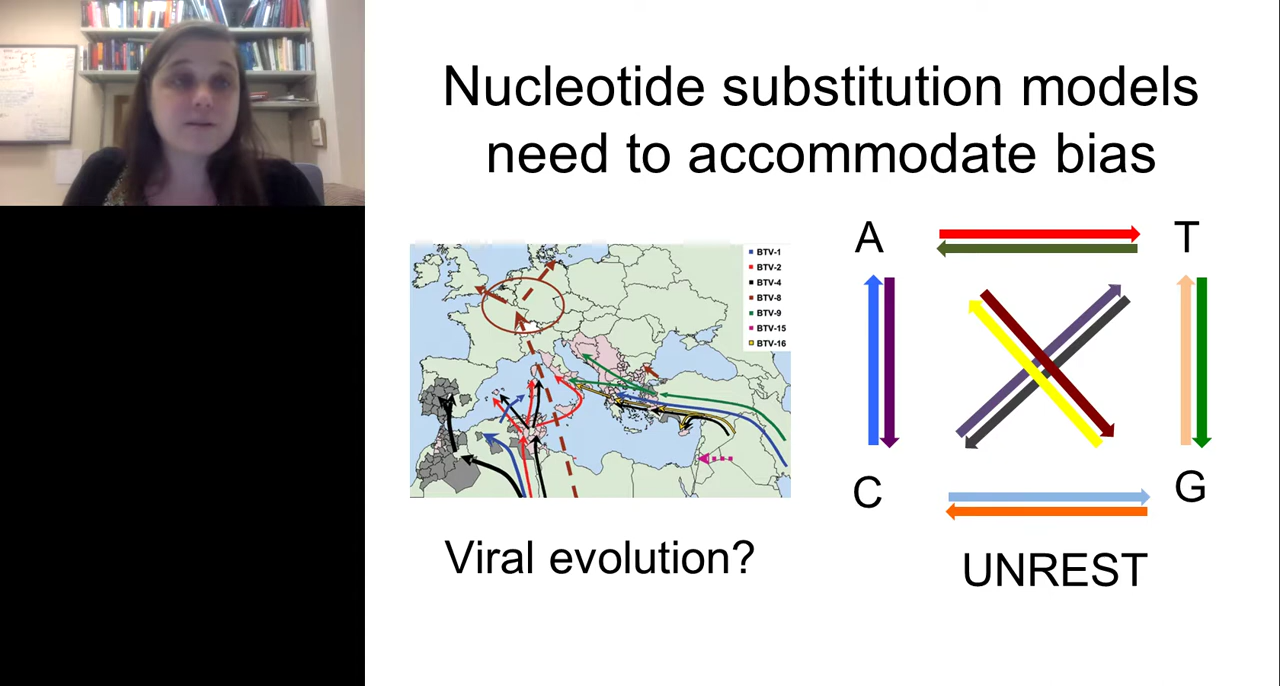 Nucleotide substitution models
need to accommodate bias
BTV-1
BTV-2
BTV-4
BTV-8
BTV-9
BTV-15
BTV-16
A
T
C
G
Viral evolution?
UNREST